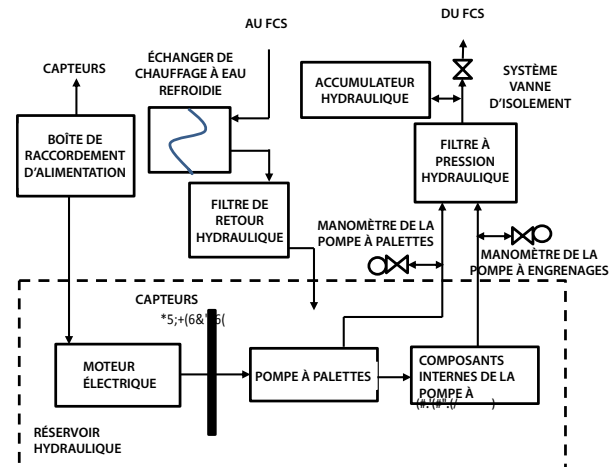 AU FCS
DU FCS
CAPTEURS
ÉCHANGER DE
CHAUFFAGE À EAU
REFROIDIE
ACCUMULATEUR
HYDRAULIQUE
SYSTÈME
VANNE
D'ISOLEMENT
BOÎTE DE
RACCORDEMENT
D'ALIMENTATION
FILTRE À
PRESSION
HYDRAULIQUE
FILTRE DE
RETOUR
HYDRAULIQUE
MANOMÈTRE DE LA
POMPE À PALETTES
MANOMÈTRE DE LA
POMPE À ENGRENAGES
CAPTEURS
MOTEUR
ÉLECTRIQUE
POMPE À PALETTES
COMPOSANTS
INTERNES DE LA
POMPE À
RÉSERVOIR
HYDRAULIQUE